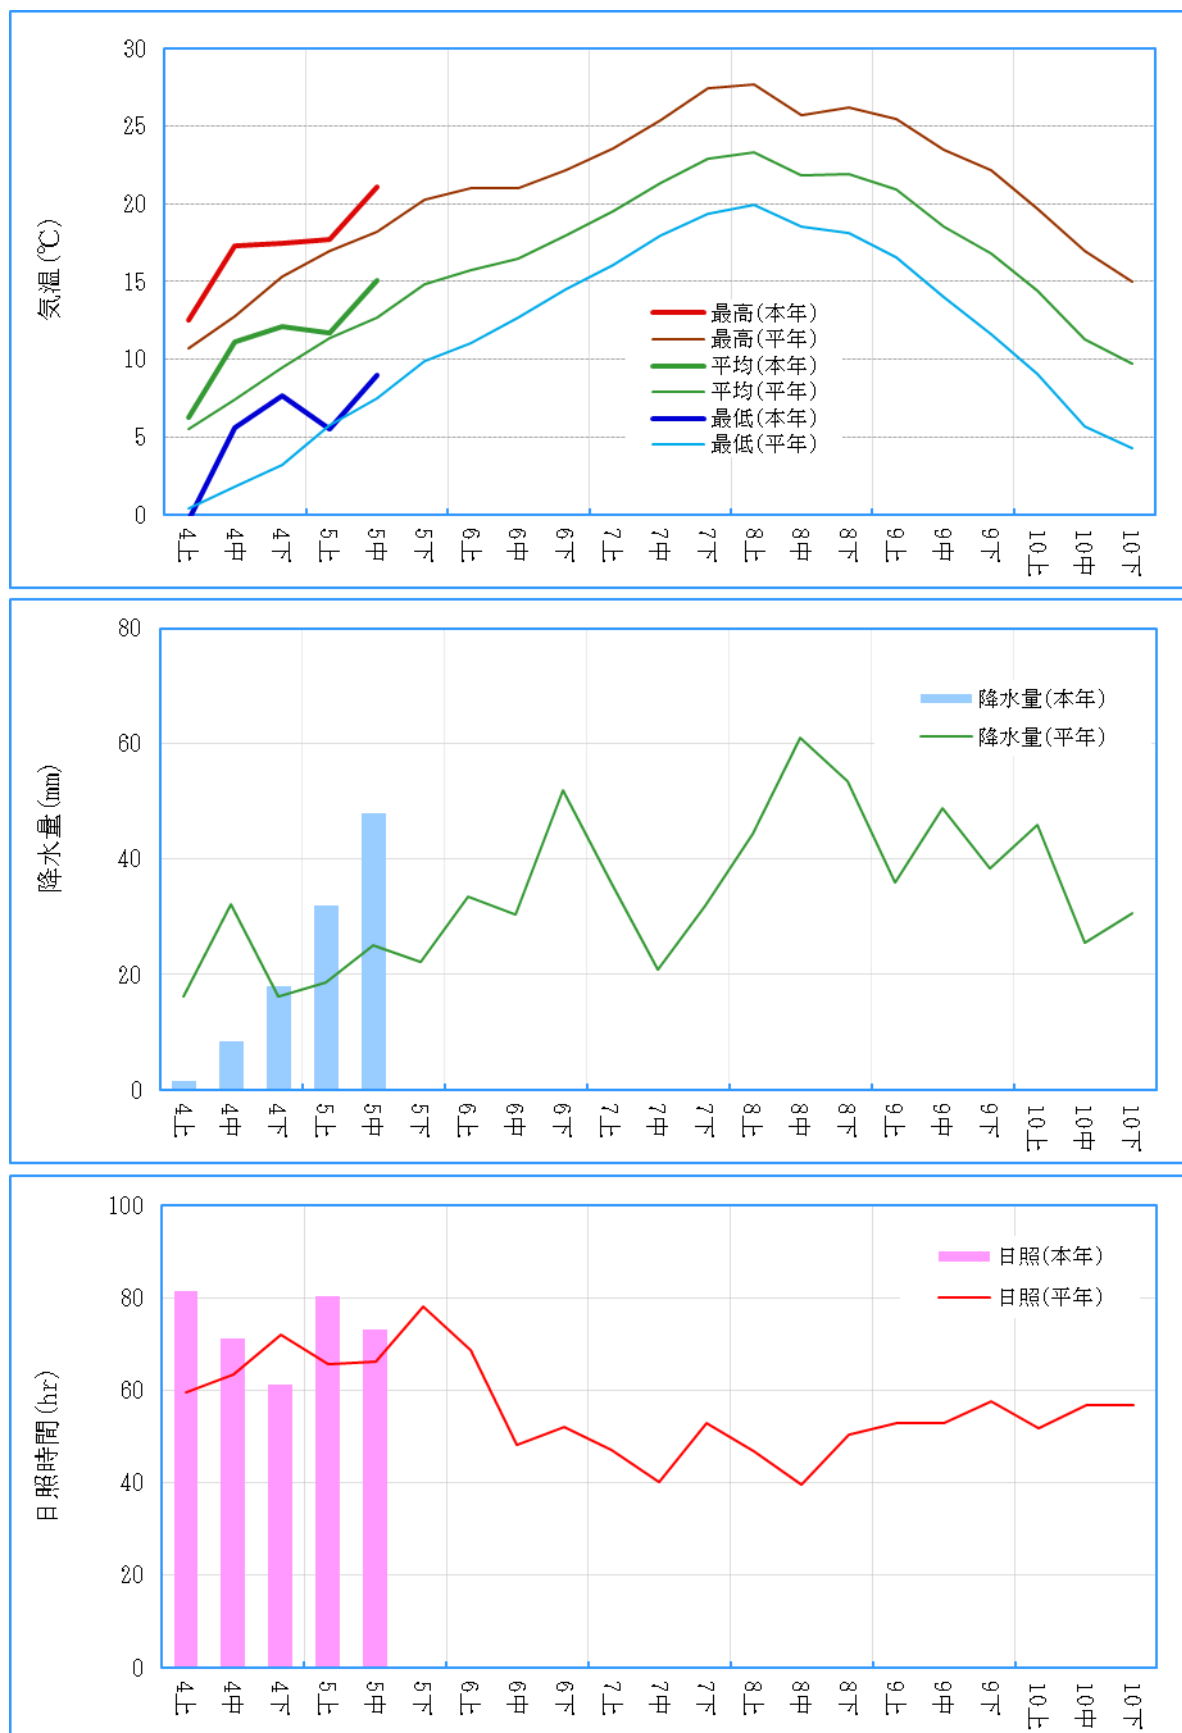 30
25
20
15
10
5
0
気温(℃)
最高(本年)
最高(平年)
平均(本年)
平均(平年)
最低(本年)
最低(平年)
4上
4中
4下
5上
5中
5下
6上
6中
6下
7上
7中
7下
8上
8中
8下
9上
9中
9下
10上
10中
10下
80
60
40
20
0
降水量(mm)
降水量(本年)
降水量(平年)
4上
4中
4下
5上
5中
5下
6上
6中
6下
7上
7中
7下
8上
8中
8下
9上
9中
9下
10上
10中
10下
100
80
60
40
20
0
日照時間(hr)
日照(本年)
日照(平年)
4上
4中
4下
5上
5中
5下
6上
6中
6下
7上
7中
7下
8上
8中
8下
9上
9中
9下
10上
10中
10下